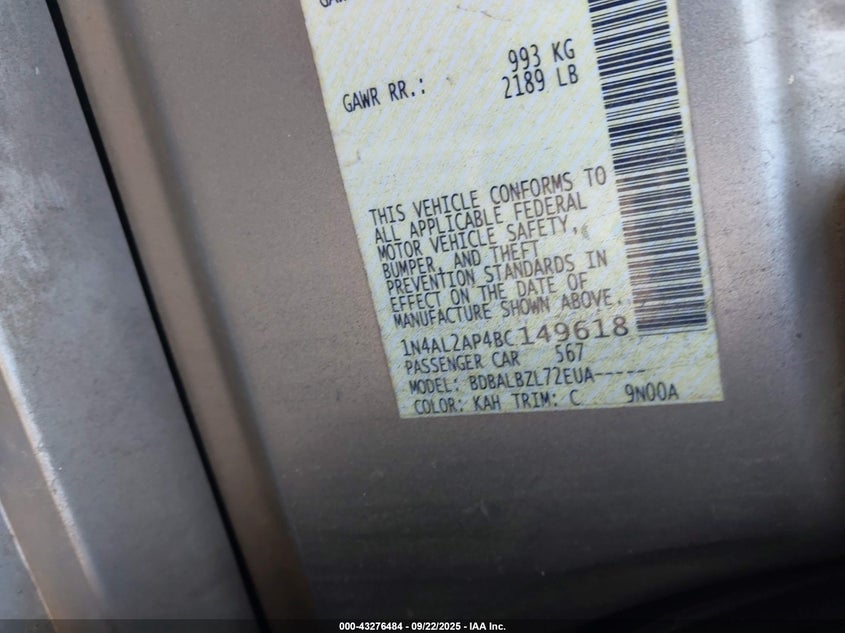 993 KG
GAWR RR.: 2189 LB
THIS VEHICLE CONFORMS TO
ALL APPLICABLE FEDERAL
MOTOR VEHICLE SAFETY,
BUMPER, AND THEFT
PREVENTION STANDARDS IN
EFFECT ON THE DATE OF
MANUFACTURE SHOWN ABOVE.
1N4AL2AP4BC149618
PASSENGER CAR 567
MODEL: BDBALBZL72EUA-----
COLOR: KAH TRIM: C 9N00A
000-43276484 - 09/22/2025 - IAA Inc.